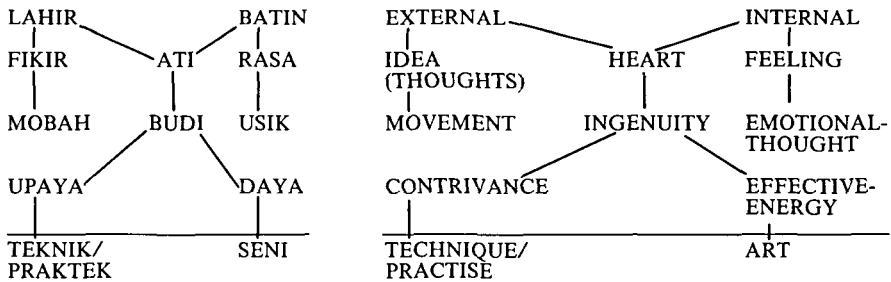 LAHIR BATIN
FIKIR ATI RASA
MOBAH BUDI USIK
UPAYA DAYA
TEKNIK/ SENI
PRAKTEK
EXTERNAL INTERNAL
IDEA HEART FEELING
(THOUGHTS)
MOVEMENT INGENUITY EMOTIONAL-
THOUGHT
CONTRIVANCE EFFECTIVE-
ENERGY
TECHNIQUE/ ART
PRACTISE